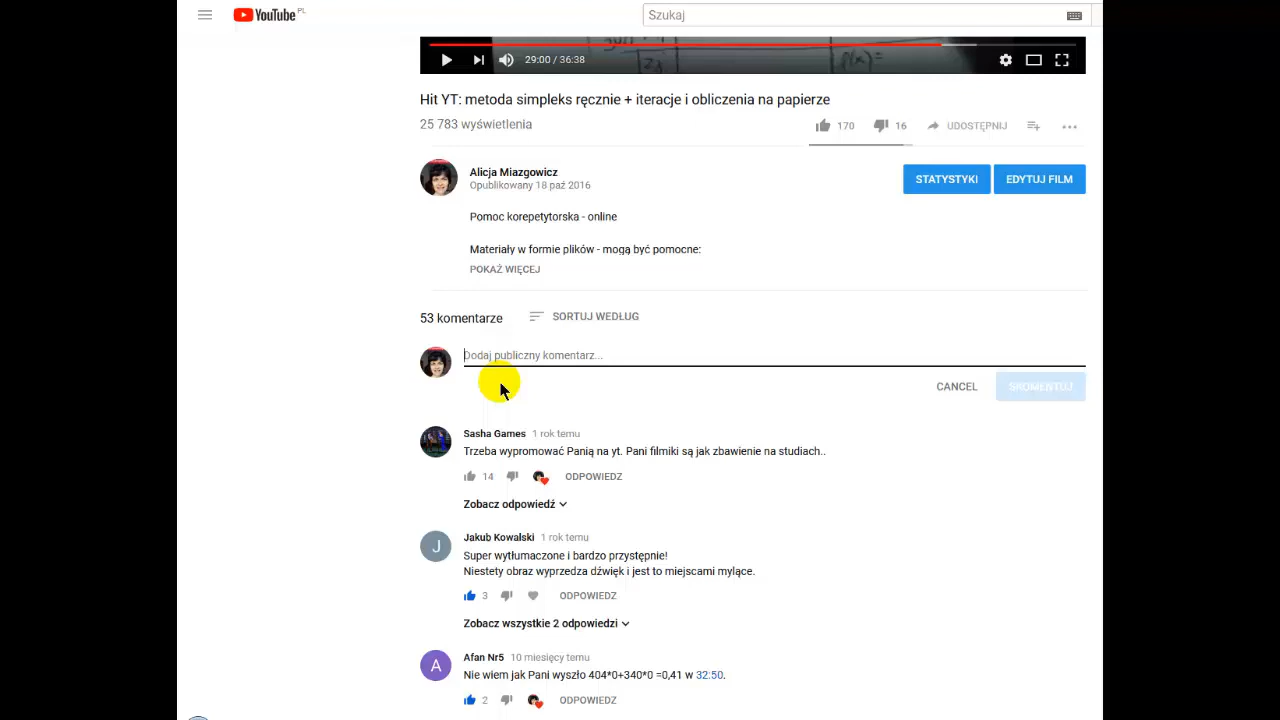 YouTube PL
Szukaj
29:00 / 36:38
Hit YT: metoda simpleks ręcznie + iteracje i obliczenia na papierze
25 783 wyświetlenia
170
16
UDOSTĘPNIJ
Alicja Miazgowicz
Opublikowany 18 paź 2016
STATYSTYKI
EDYTUJ FILM
Pomoc korepetytorska - online
Materiały w formie plików - mogą być pomocne:
POKAŻ WIĘCEJ
53 komentarze
SORTUJ WEDŁUG
Dodaj publiczny komentarz...
CANCEL
SKOMENTUJ
Sasha Games 1 rok temu
Trzeba wypromować Panią na yt. Pani filmiki są jak zbawienie na studiach..
14
ODPOWIEDZ
Zobacz odpowiedź
J
Jakub Kowalski 1 rok temu
Super wytłumaczone i bardzo przystępnie!
Niestety obraz wyprzedza dźwięk i jest to miejscami mylące.
3
ODPOWIEDZ
Zobacz wszystkie 2 odpowiedzi
A
Afan Nr5 10 miesięcy temu
Nie wiem jak Pani wyszło 404*0+340*0 =0,41 w 32:50.
2
ODPOWIEDZ